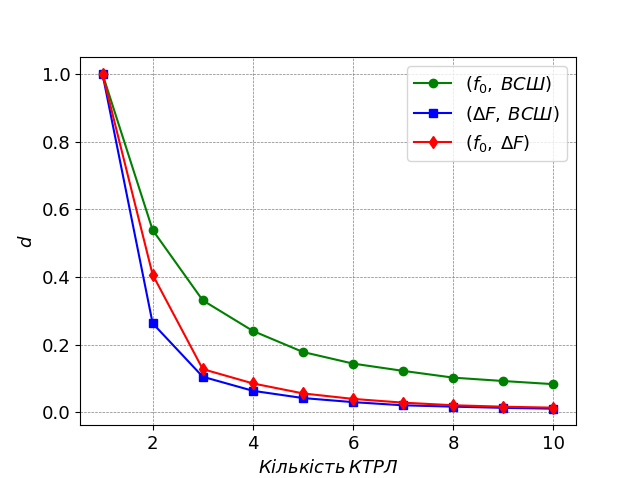 1.0
0.8
0.6
0.4
0.2
0.0
d
(f₀, ВСШ)
(ΔF, ВСШ)
(f₀, ΔF)
2 4 6 8 10
Кількість КТРЛ